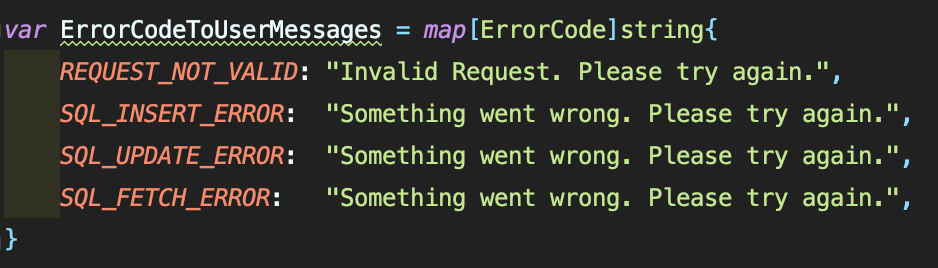 var ErrorCodeToUserMessages = map[ErrorCode]string{
    REQUEST_NOT_VALID: "Invalid Request. Please try again.",
    SQL_INSERT_ERROR:  "Something went wrong. Please try again.",
    SQL_UPDATE_ERROR:  "Something went wrong. Please try again.",
    SQL_FETCH_ERROR:   "Something went wrong. Please try again.",
}